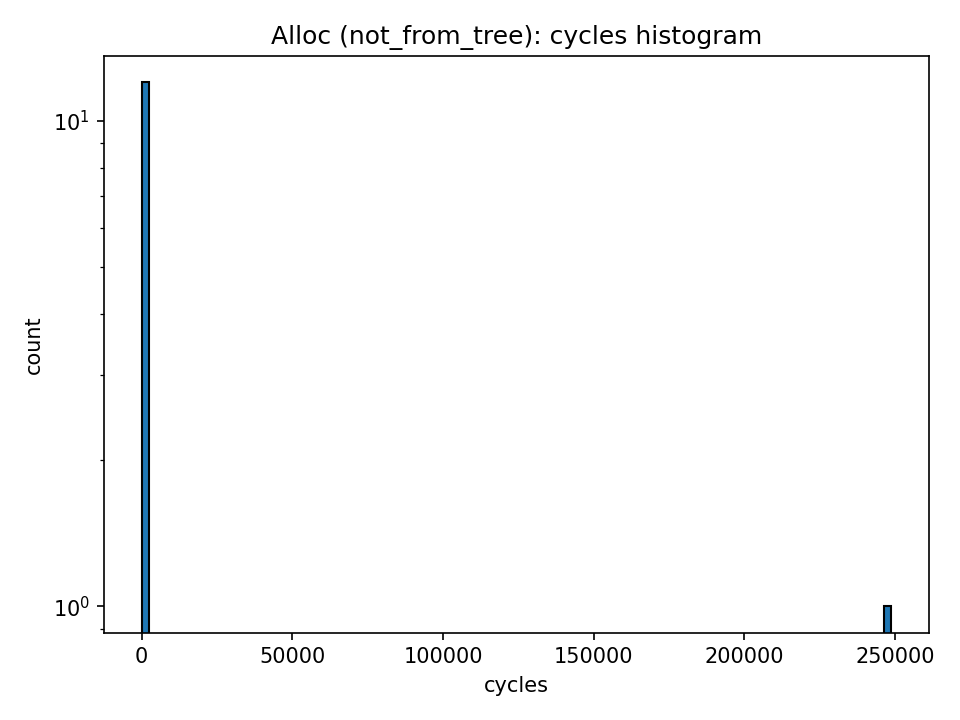 Alloc (not_from_tree): cycles histogram
10¹
count
10⁰
0 50000 100000 150000 200000 250000
cycles